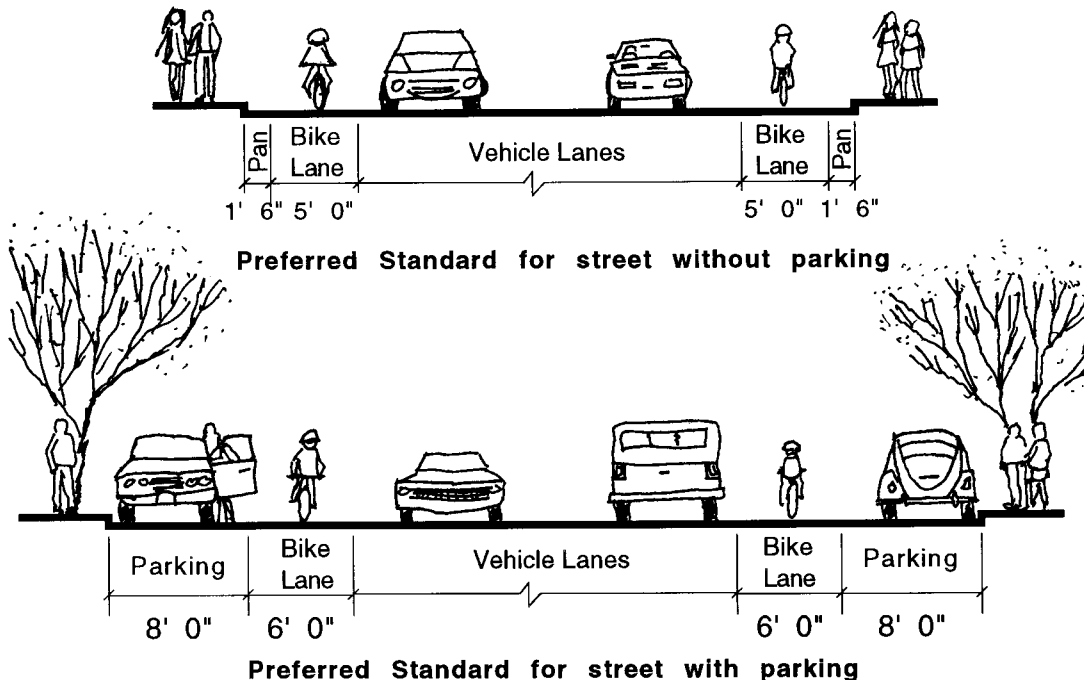 Pan Bike Lane Vehicle Lanes Bike Lane Pan
1' 6" 5' 0" 5' 0" 1' 6"
Preferred Standard for street without parking
Parking Bike Lane Vehicle Lanes Bike Lane Parking
8' 0" 6' 0" 6' 0" 8' 0"
Preferred Standard for street with parking